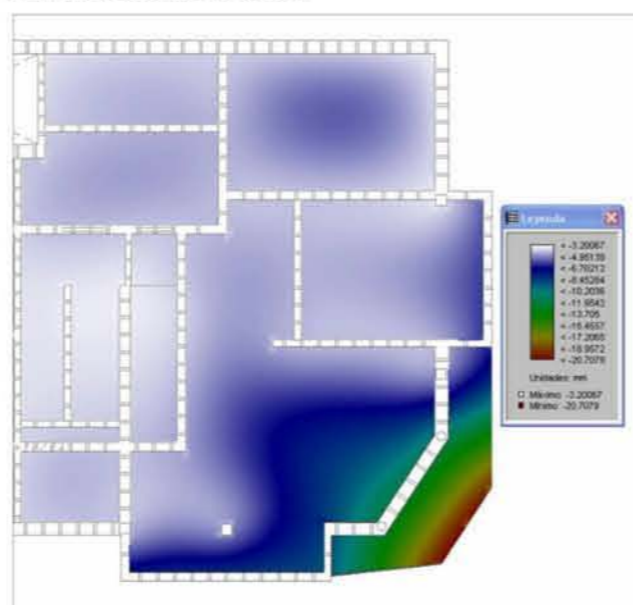 Leyenda
< -3.20067
< -4.95139
< -6.70212
< -8.45284
< -10.2036
< -11.9543
< -13.705
< -15.4557
< -17.2065
< -18.9572
< -20.7079
Unidades: mm
Máximo: -3.20067
Mínimo: -20.7079